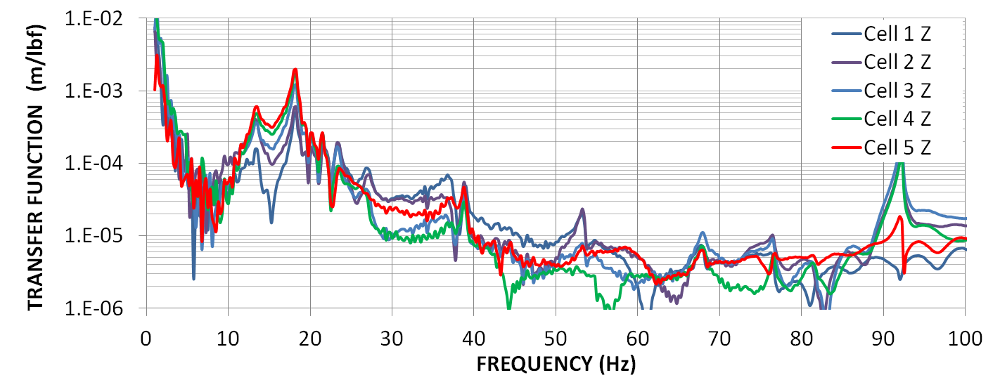 TRANSFER FUNCTION (m/lbf)
1.E-02
1.E-03
1.E-04
1.E-05
1.E-06
Cell 1 Z
Cell 2 Z
Cell 3 Z
Cell 4 Z
Cell 5 Z
0 10 20 30 40 50 60 70 80 90 100
FREQUENCY (Hz)